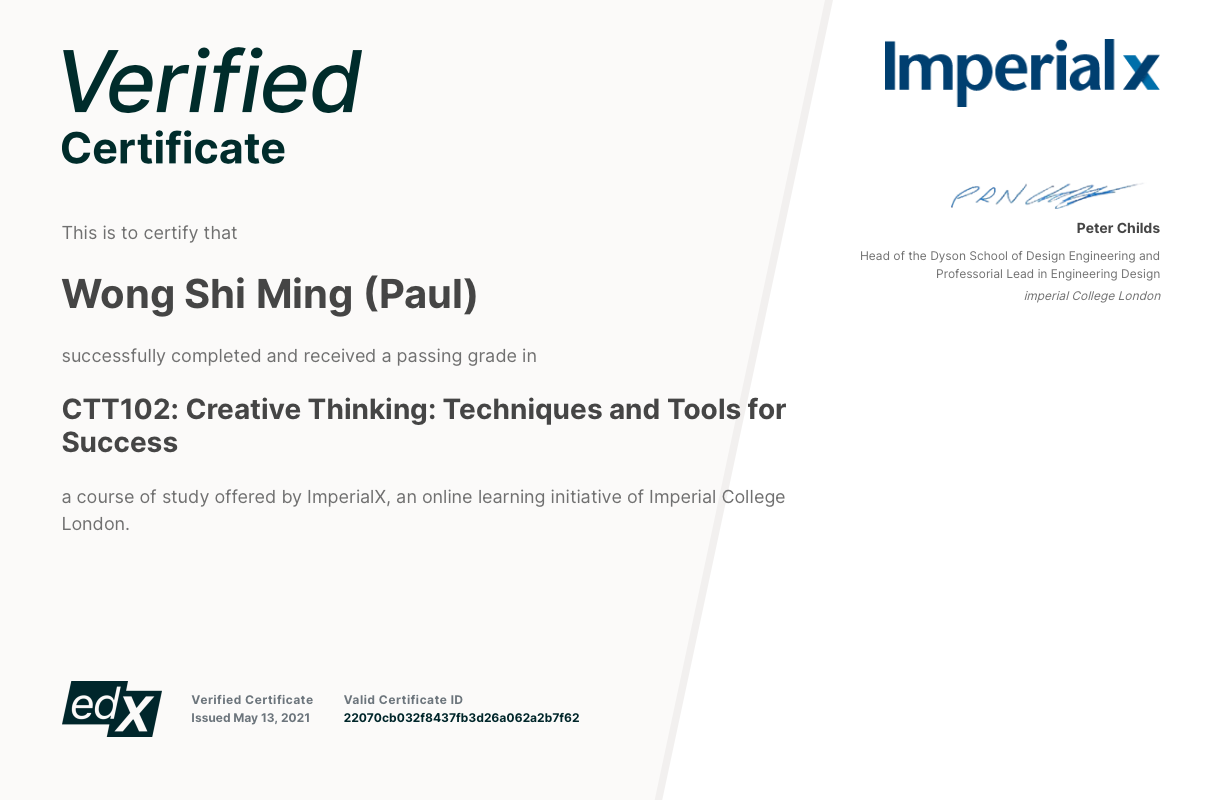 Verified
Certificate
This is to certify that
Wong Shi Ming (Paul)
successfully completed and received a passing grade in
CTT102: Creative Thinking: Techniques and Tools for
Success
a course of study offered by ImperialX, an online learning initiative of Imperial College
London.
edX
Verified Certificate
Issued May 13, 2021
Valid Certificate ID
22070cb032f8437fb3d26a062a2b7f62
Imperialx
PRN
Peter Childs
Head of the Dyson School of Design Engineering and
Professorial Lead in Engineering Design
imperial College London